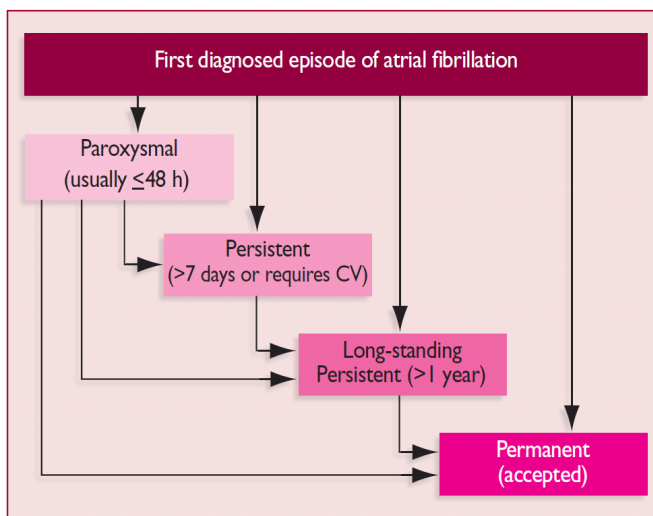 First diagnosed episode of atrial fibrillation
Paroxysmal
(usually ≤48 h)
Persistent
(>7 days or requires CV)
Long-standing
Persistent (>1 year)
Permanent
(accepted)